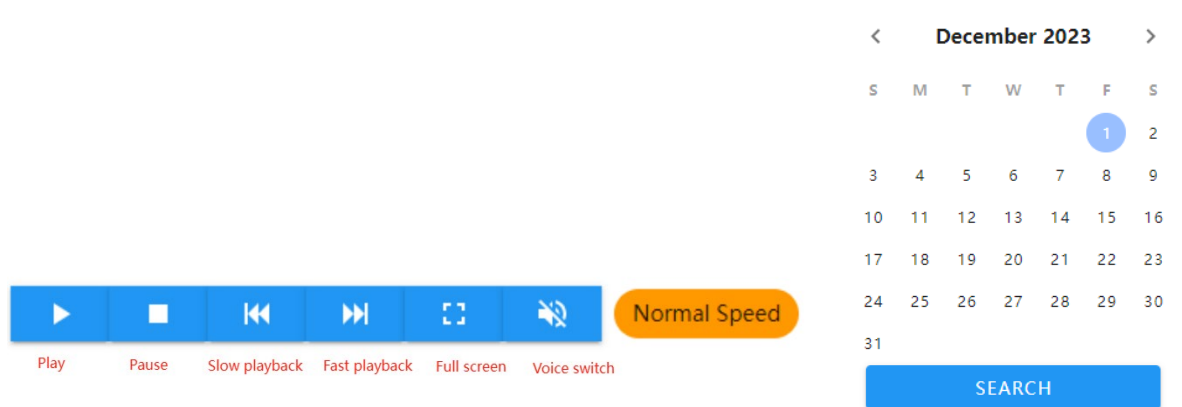 December 2023
S M T W T F S
1 2
3 4 5 6 7 8 9
10 11 12 13 14 15 16
17 18 19 20 21 22 23
24 25 26 27 28 29 30
31
SEARCH
Normal Speed
Play Pause Slow playback Fast playback Full screen Voice switch